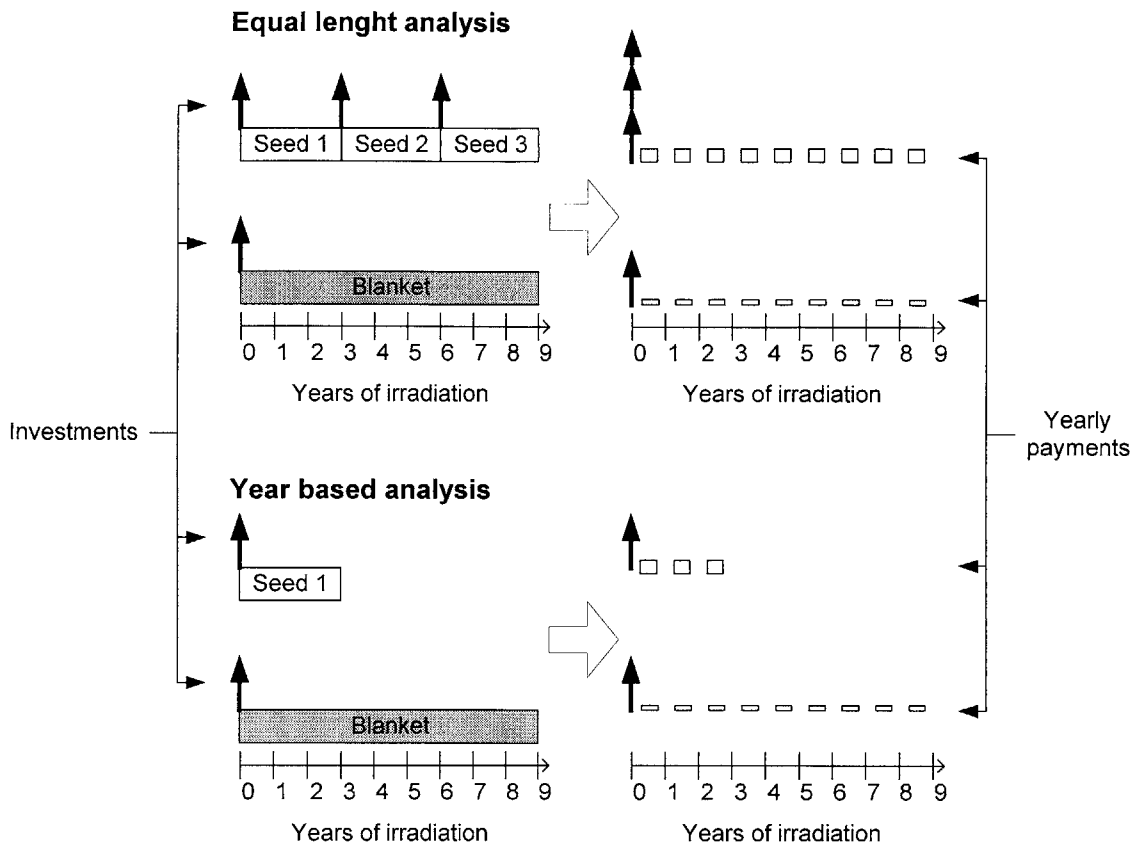 Equal lenght analysis
Seed 1 Seed 2 Seed 3
Blanket
0 1 2 3 4 5 6 7 8 9
Years of irradiation
0 1 2 3 4 5 6 7 8 9
Years of irradiation
Investments
Yearly
payments
Year based analysis
Seed 1
Blanket
0 1 2 3 4 5 6 7 8 9
Years of irradiation
0 1 2 3 4 5 6 7 8 9
Years of irradiation